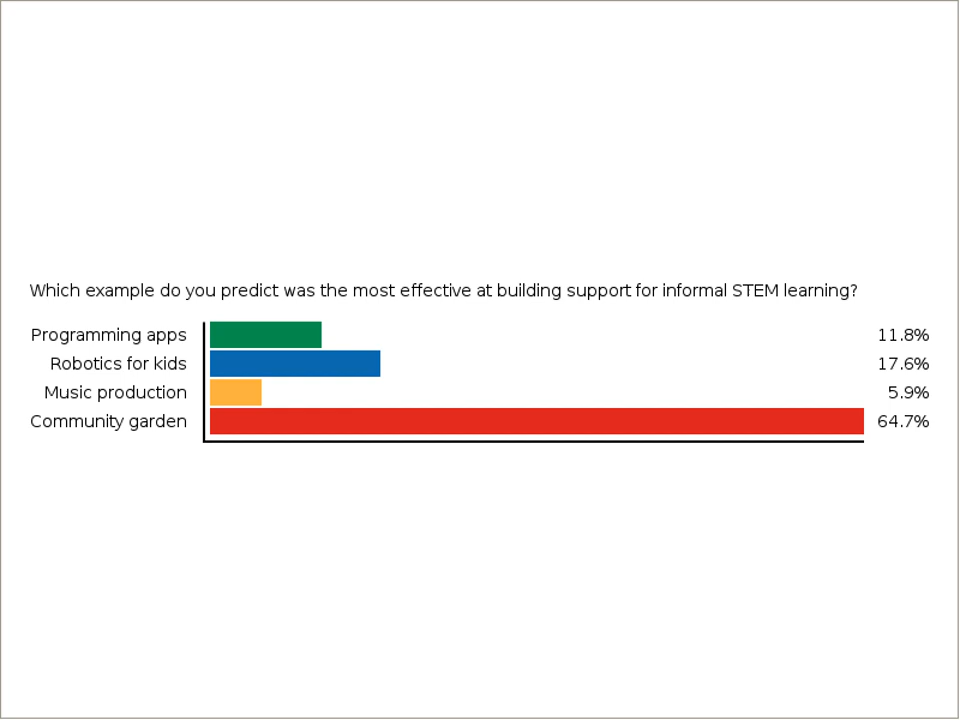 Which example do you predict was the most effective at building support for informal STEM learning?
Programming apps 11.8%
Robotics for kids 17.6%
Music production 5.9%
Community garden 64.7%